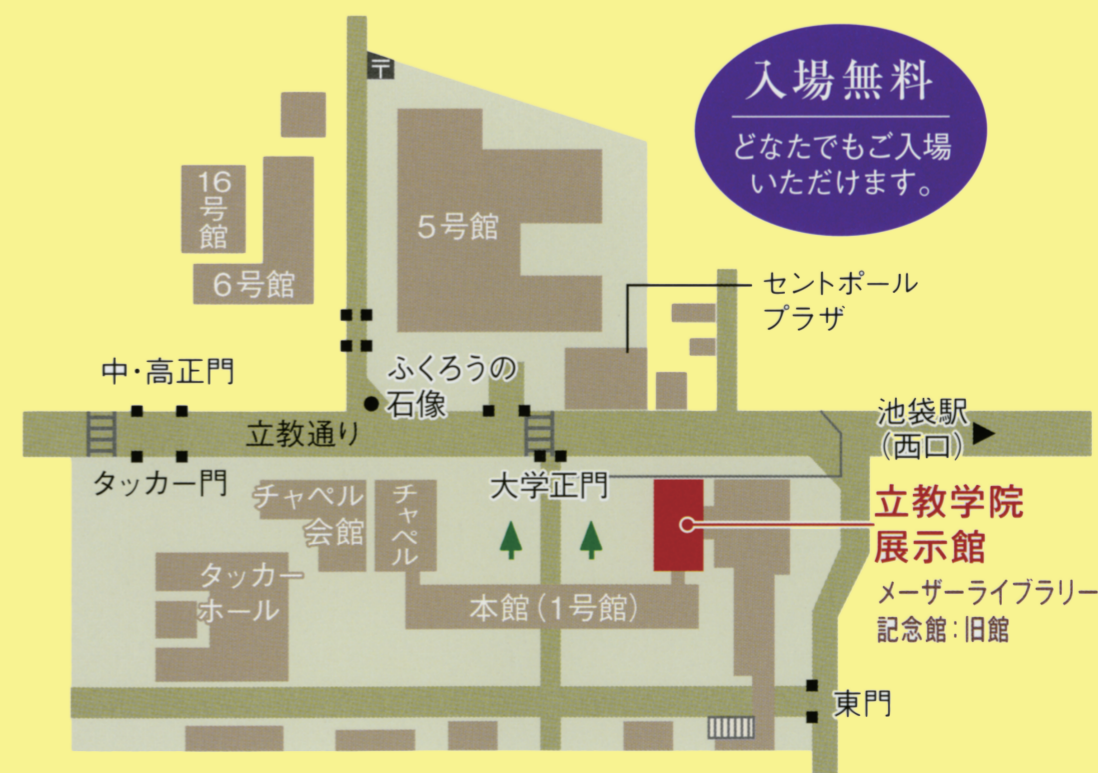 入場無料
どなたでもご入場
いただけます。
〒
16
号
館
6号館
5号館
セントポール
プラザ
中・高正門
ふくろうの
石像
立教通り
池袋駅
(西口)
タッカー門
大学正門
チャペル
会館
チャペル
立教学院
展示館
メーザーライブラリー
記念館:旧館
タッカー
ホール
本館(1号館)
東門